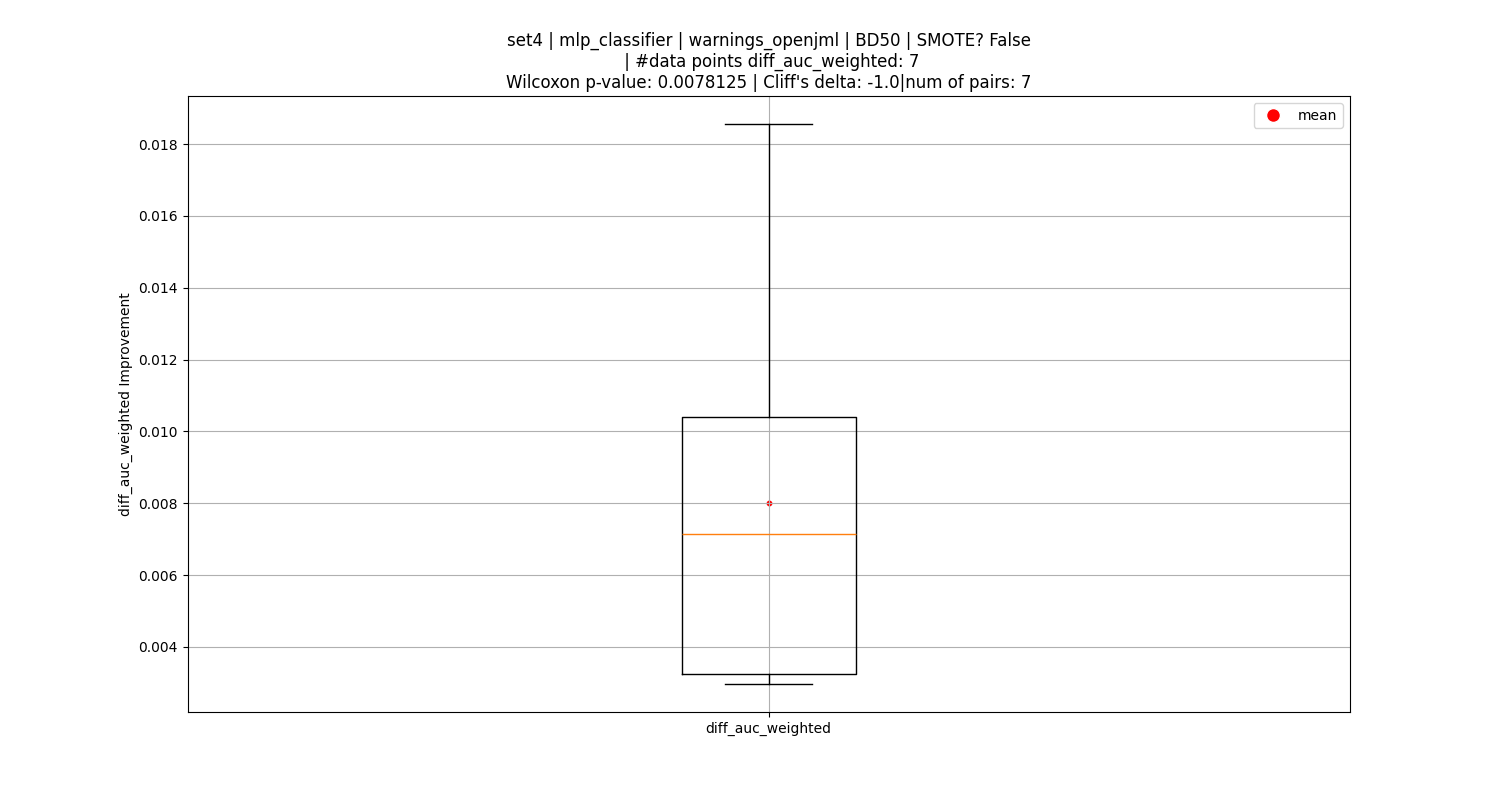 set4 | mlp_classifier | warnings_openjml | BD50 | SMOTE? False
| #data points diff_auc_weighted: 7
Wilcoxon p-value: 0.0078125 | Cliff's delta: -1.0|num of pairs: 7
mean
0.018
0.016
0.014
0.012
0.010
0.008
0.006
0.004
diff_auc_weighted Improvement
diff_auc_weighted